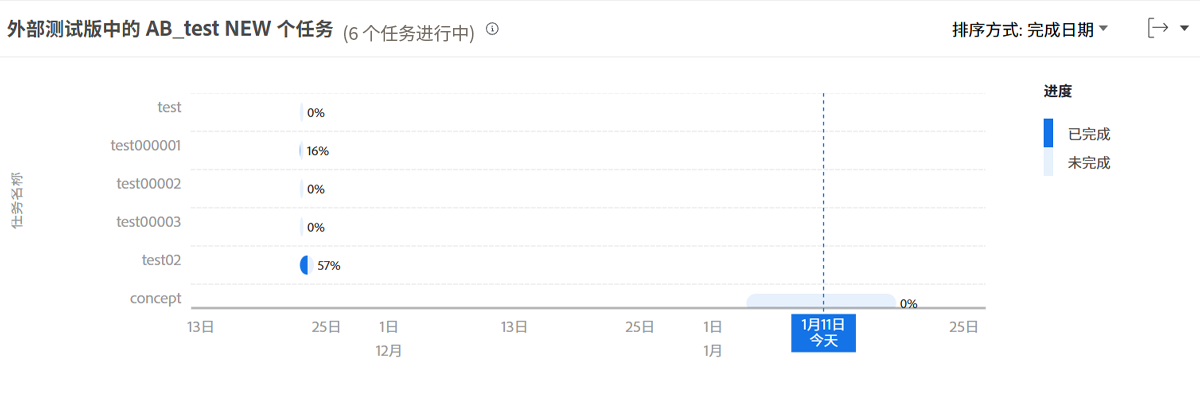 外部测试版中的 AB_test NEW 个任务 (6 个任务进行中)
排序方式: 完成日期
进度
已完成
未完成
任务名称
test 0%
test000001 16%
test00002 0%
test00003 0%
test02 57%
concept 0%
13日 25日 1日 13日 25日 1日 1月11日 25日
今天
12月 1月